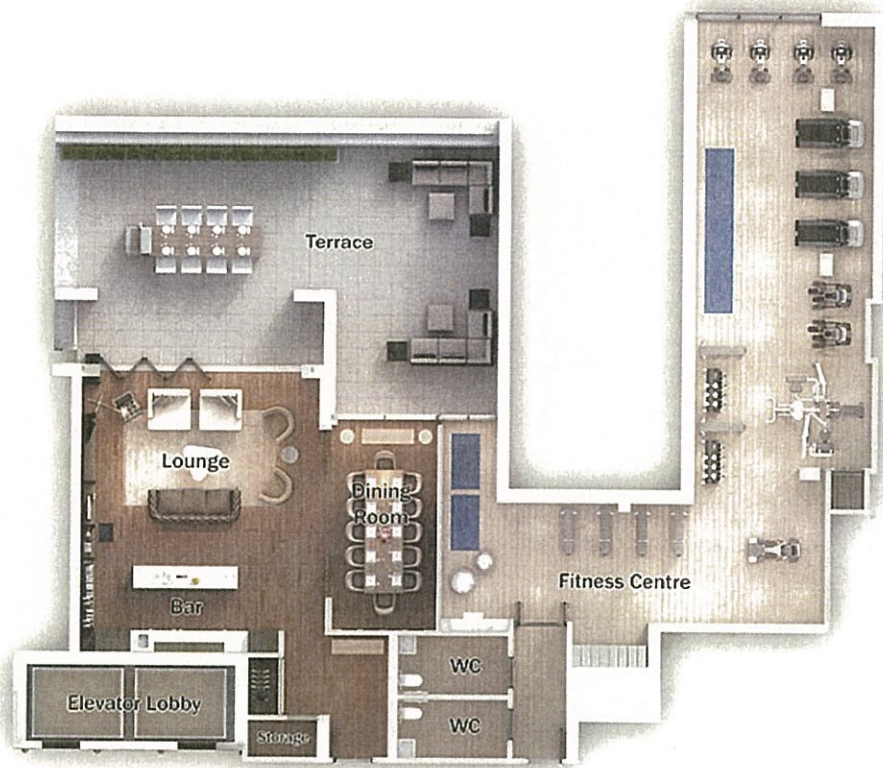 Terrace
Lounge
Dining
Room
Fitness Centre
Bar
WC
Elevator Lobby
WC
Storage